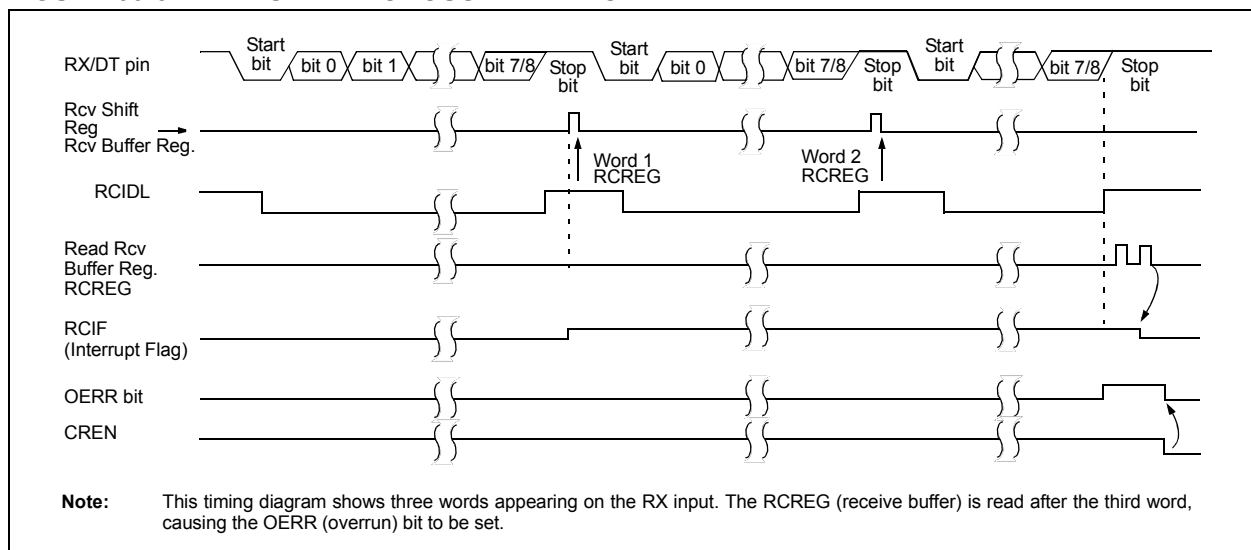 Start
bit
bit 0
bit 1
bit 7/8
Stop
bit
Start
bit
bit 0
bit 7/8
Stop
bit
Start
bit
bit 7/8
Stop
bit
RX/DT pin
Rcv Shift
Reg
Rcv Buffer Reg.
Word 1
RCREG
Word 2
RCREG
RCIDL
Read Rcv
Buffer Reg.
RCREG
RCIF
(Interrupt Flag)
OERR bit
CREN
Note: This timing diagram shows three words appearing on the RX input. The RCREG (receive buffer) is read after the third word,
causing the OERR (overrun) bit to be set.